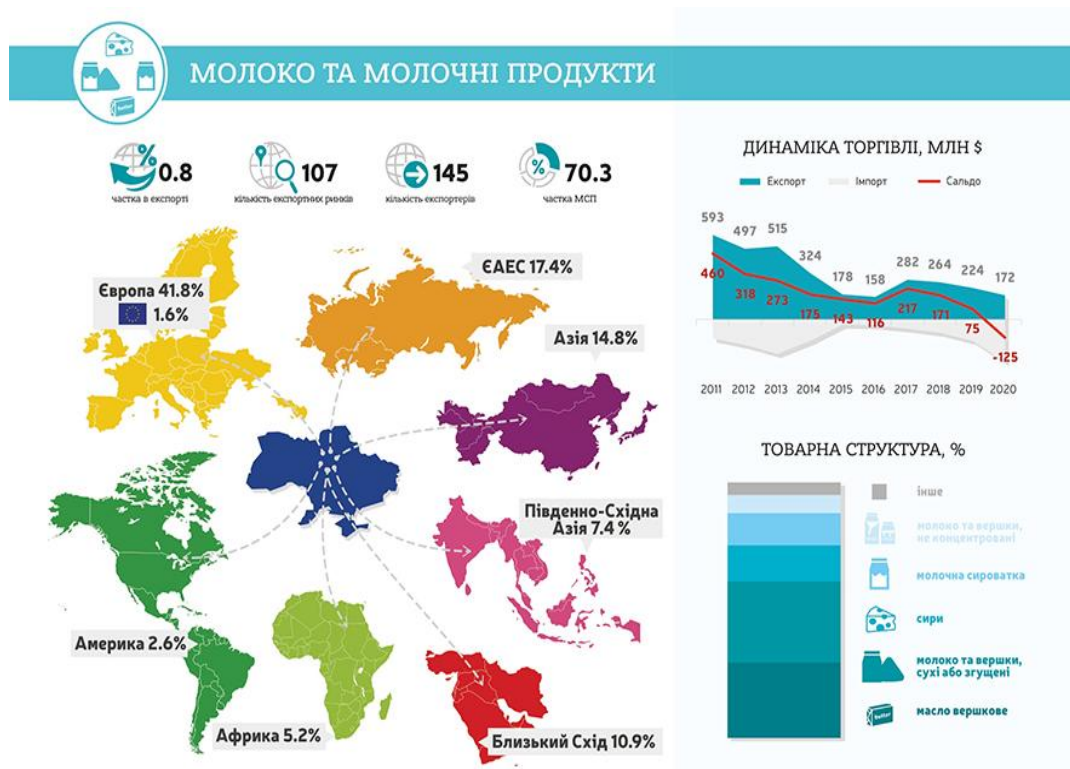 МОЛОКО ТА МОЛОЧНІ ПРОДУКТИ
0.8
частка в експорті
107
кількість експортних ринків
145
кількість експортерів
70.3
частка МСП
Європа 41.8%
1.6%
ЄАЕС 17.4%
Азія 14.8%
Південно-Східна
Азія 7.4 %
Америка 2.6%
Африка 5.2%
Близький Схід 10.9%
ДИНАМІКА ТОРГІВЛІ, МЛН $
Експорт Імпорт Сальдо
593 497 515 324 178 158 282 264 224 172
460 318 273 175 143 116 217 171 75 -125
2011 2012 2013 2014 2015 2016 2017 2018 2019 2020
ТОВАРНА СТРУКТУРА, %
інше
молоко та вершки,
не концентровані
молочна сироватка
сири
молоко та вершки,
сухі або згущені
butter
масло вершкове